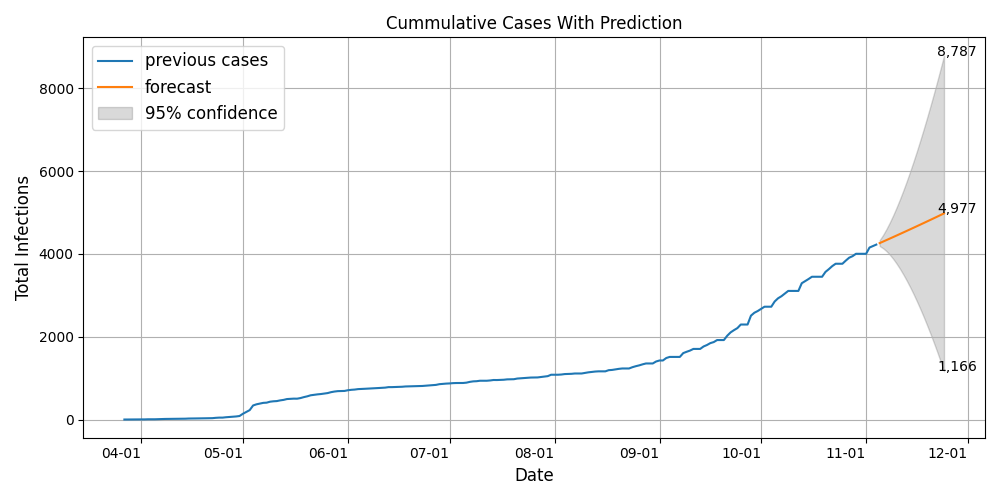 Cummulative Cases With Prediction
previous cases
forecast
95% confidence
8,787
4,977
1,166
Total Infections
8000
6000
4000
2000
0
04-01 05-01 06-01 07-01 08-01 09-01 10-01 11-01 12-01
Date